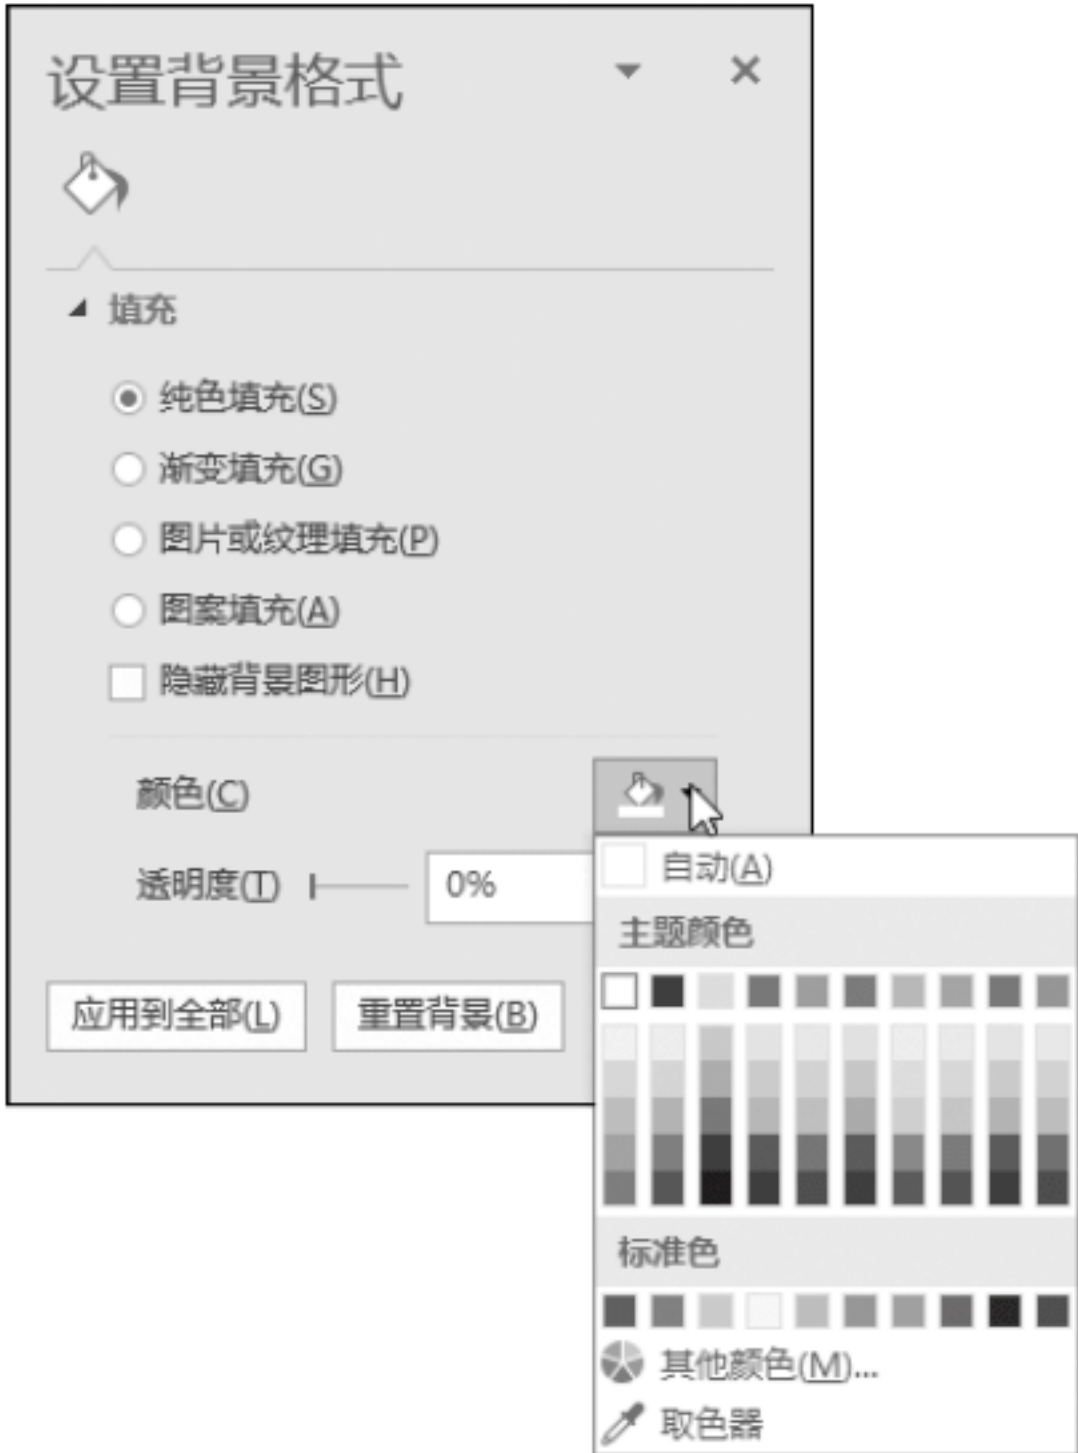 设置背景格式
填充
纯色填充(S)
渐变填充(G)
图片或纹理填充(P)
图案填充(A)
隐藏背景图形(H)
颜色(C)
透明度(T) 0%
应用到全部(L) 重置背景(B)
自动(A)
主题颜色
标准色
其他颜色(M)...
取色器